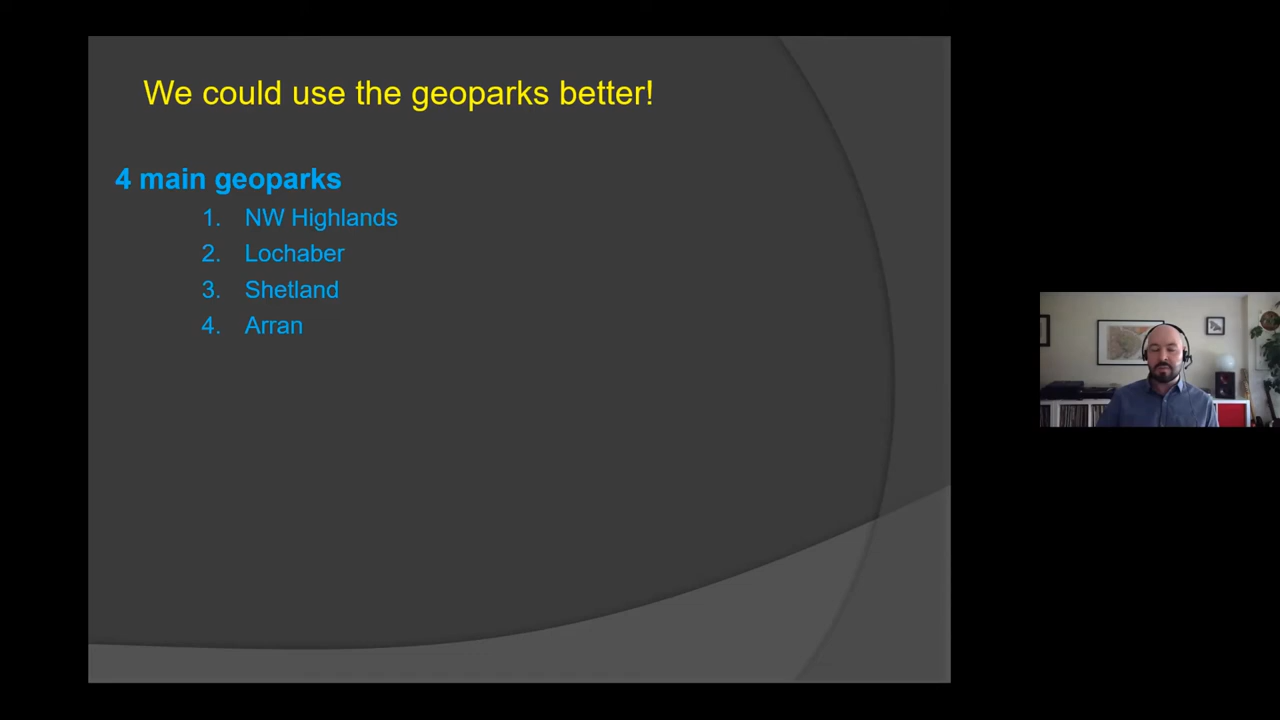 We could use the geoparks better!
4 main geoparks
1. NW Highlands
2. Lochaber
3. Shetland
4. Arran